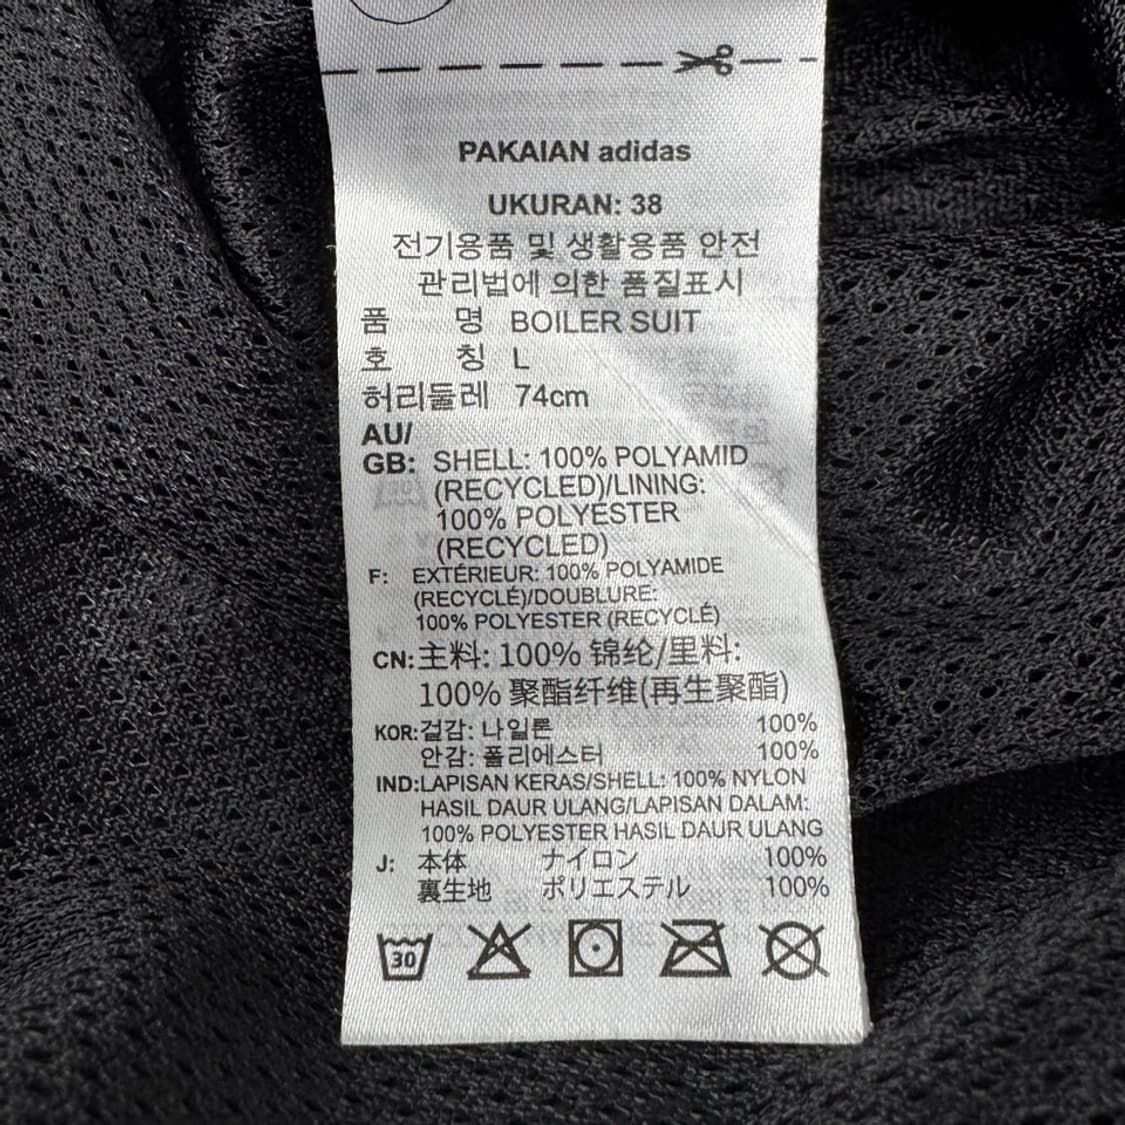 PAKAIAN adidas
UKURAN: 38
전기용품 및 생활용품 안전
관리법에 의한 품질표시
품 명 BOILER SUIT
호 칭 L
허리둘레 74cm
AU/
GB: SHELL: 100% POLYAMID
(RECYCLED)/LINING:
100% POLYESTER
(RECYCLED)
F: EXTÉRIEUR: 100% POLYAMIDE
(RECYCLÉ)/DOUBLURE:
100% POLYESTER (RECYCLÉ)
CN: 主料: 100% 锦纶/里料:
100% 聚酯纤维(再生聚酯)
KOR: 겉감: 나일론 100%
안감: 폴리에스터 100%
IND: LAPISAN KERAS/SHELL: 100% NYLON
HASIL DAUR ULANG/LAPISAN DALAM:
100% POLYESTER HASIL DAUR ULANG
J: 本体 ナイロン 100%
裏生地 ポリエステル 100%
30